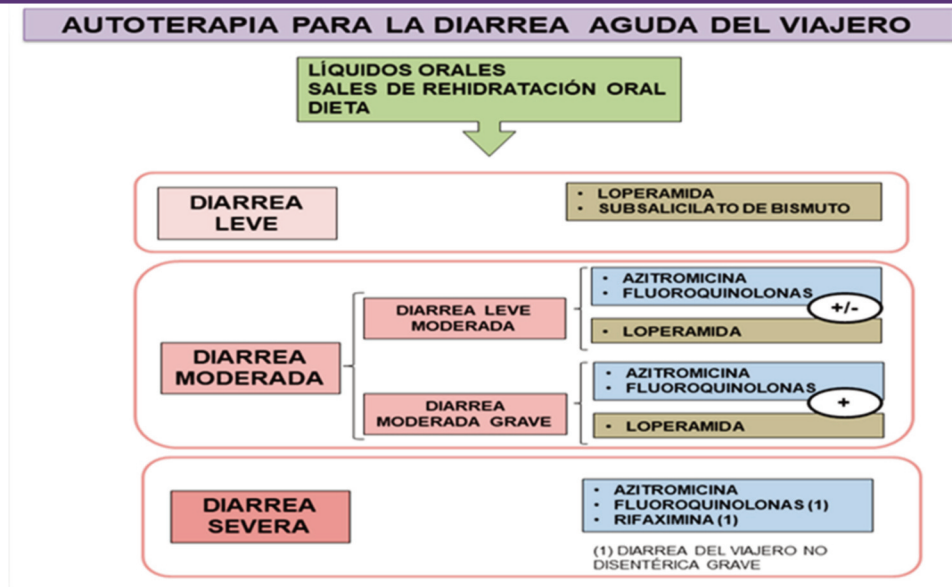 AUTOTERAPIA PARA LA DIARREA AGUDA DEL VIAJERO
LÍQUIDOS ORALES
SALES DE REHIDRATACIÓN ORAL
DIETA
DIARREA
LEVE
• LOPERAMIDA
• SUBSALICILATO DE BISMUTO
DIARREA
MODERADA
DIARREA LEVE
MODERADA
• AZITROMICINA
• FLUOROQUINOLONAS
+/-
• LOPERAMIDA
DIARREA
MODERADA GRAVE
• AZITROMICINA
• FLUOROQUINOLONAS
+
• LOPERAMIDA
DIARREA
SEVERA
• AZITROMICINA
• FLUOROQUINOLONAS (1)
• RIFAXIMINA (1)
(1) DIARREA DEL VIAJERO NO
DISENTÉRICA GRAVE